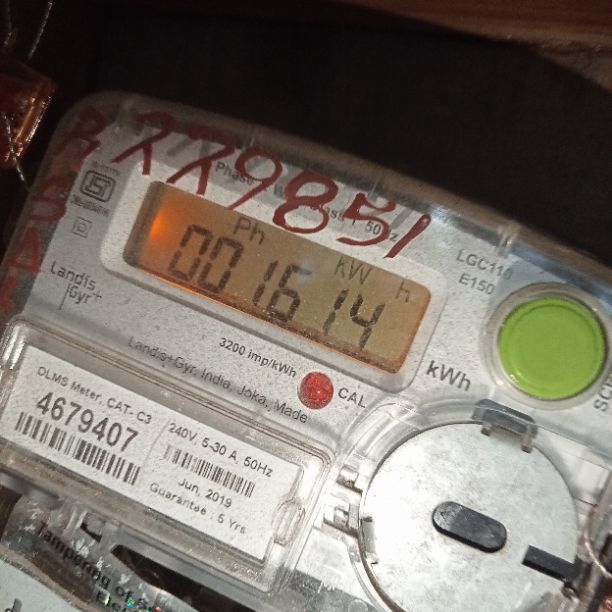 779851
Ph
kW h
001614
Landis
Gyr+
LGC110
E150
kWh
3200 imp/kWh
CAL
Landis+Gyr, India, Joka, Made
DLMS Meter, CAT- C3
4679407
240V, 5-30 A, 50Hz
Jun, 2019
Guarantee : 5 Yrs